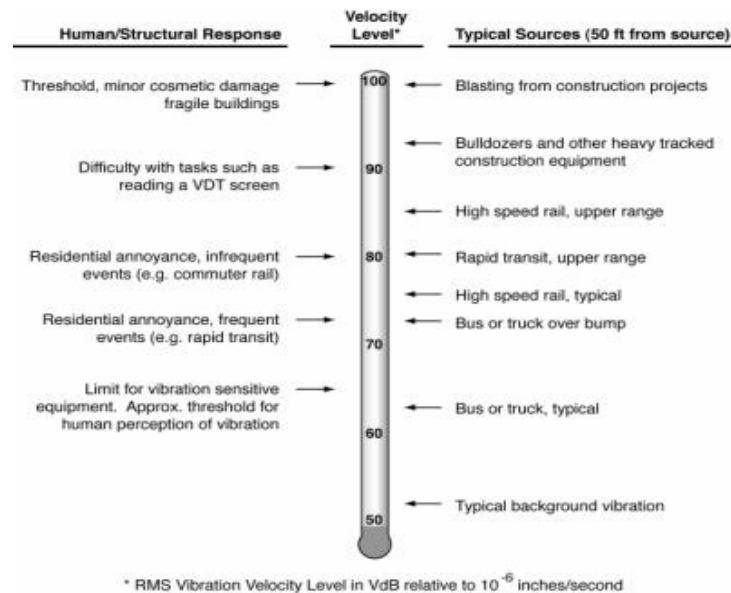 Human/Structural Response
Velocity
Level*
Typical Sources (50 ft from source)
Threshold, minor cosmetic damage
fragile buildings
100
Blasting from construction projects
Bulldozers and other heavy tracked
construction equipment
Difficulty with tasks such as
reading a VDT screen
90
High speed rail, upper range
Residential annoyance, infrequent
events (e.g. commuter rail)
80
Rapid transit, upper range
High speed rail, typical
Residential annoyance, frequent
events (e.g. rapid transit)
Bus or truck over bump
70
Limit for vibration sensitive
equipment. Approx. threshold for
human perception of vibration
Bus or truck, typical
60
Typical background vibration
50
* RMS Vibration Velocity Level in VdB relative to 10⁻⁶ inches/second